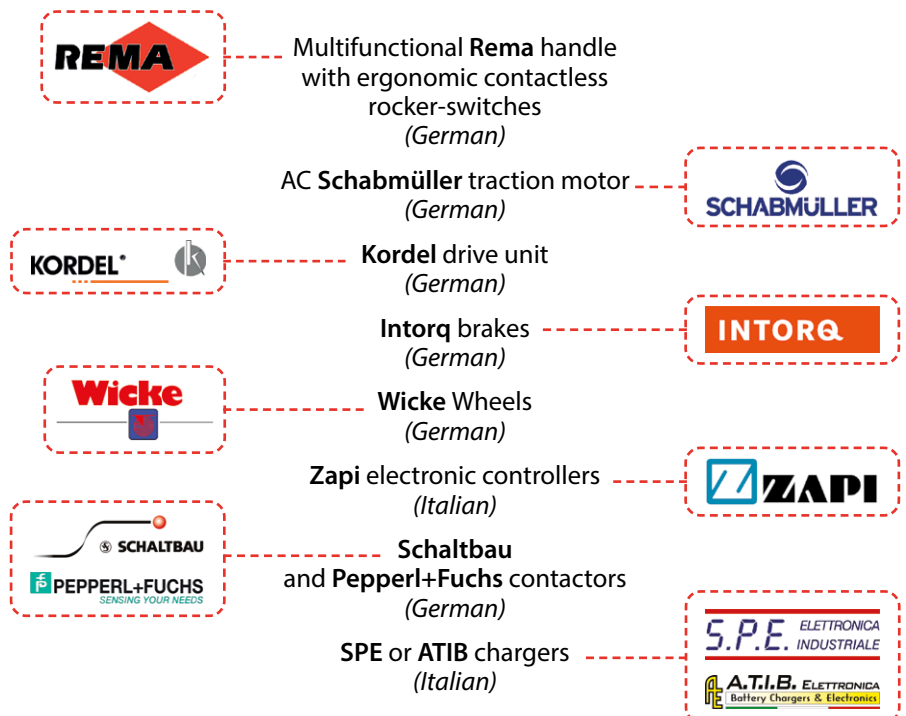 REMA
Multifunctional Rema handle
with ergonomic contactless
rocker-switches
(German)
AC Schabmüller traction motor
(German)
SCHABMÜLLER
KORDEL®
Kordel drive unit
(German)
Intorq brakes
(German)
INTORQ
Wicke
Wicke Wheels
(German)
Zapi electronic controllers
(Italian)
ZAPI
SCHALTBAU
PEPPERL+FUCHS
SENSING YOUR NEEDS
Schaltbau
and Pepperl+Fuchs contactors
(German)
SPE or ATIB chargers
(Italian)
S.P.E. ELETTRONICA
INDUSTRIALE
A.T.I.B. ELETTRONICA
Battery Chargers & Electronics